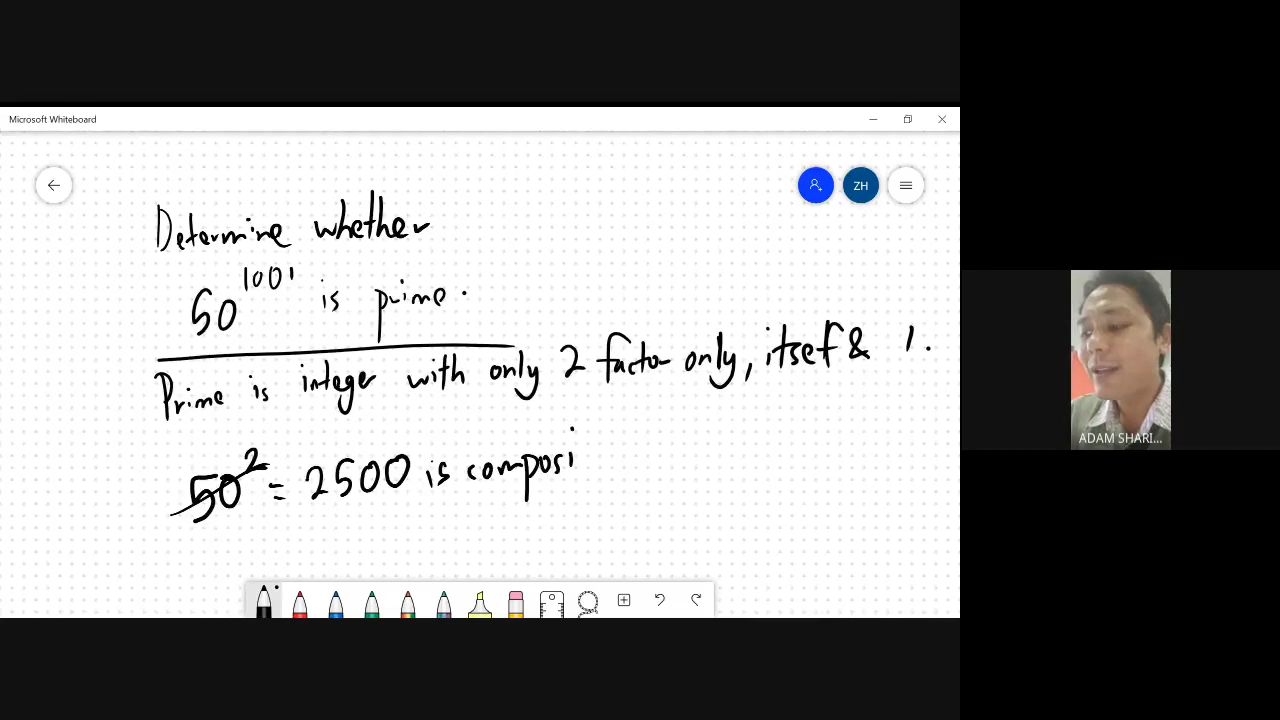 Microsoft Whiteboard
ZH
Determine whether
50^1001 is prime.
Prime is integer with only 2 factor only, itsef & 1.
50^2 = 2500 is composi
ADAM SHARI...